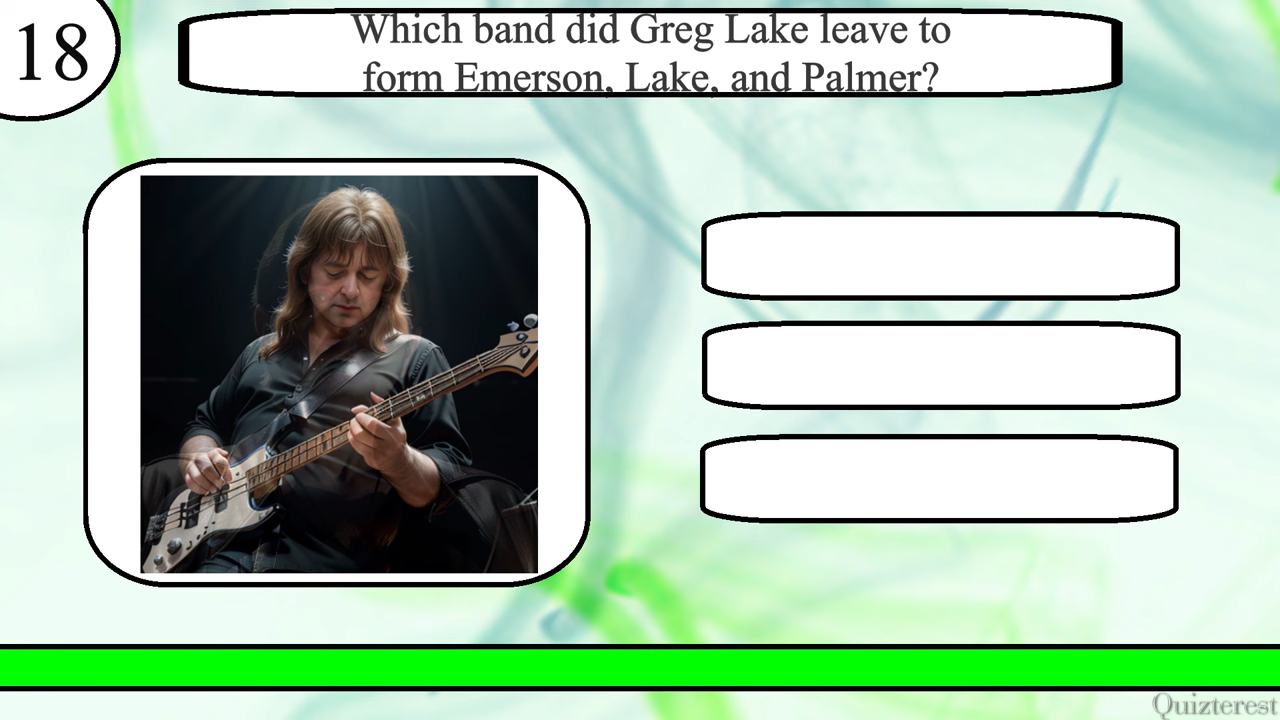 18
Which band did Greg Lake leave to
form Emerson, Lake, and Palmer?
Quizterest